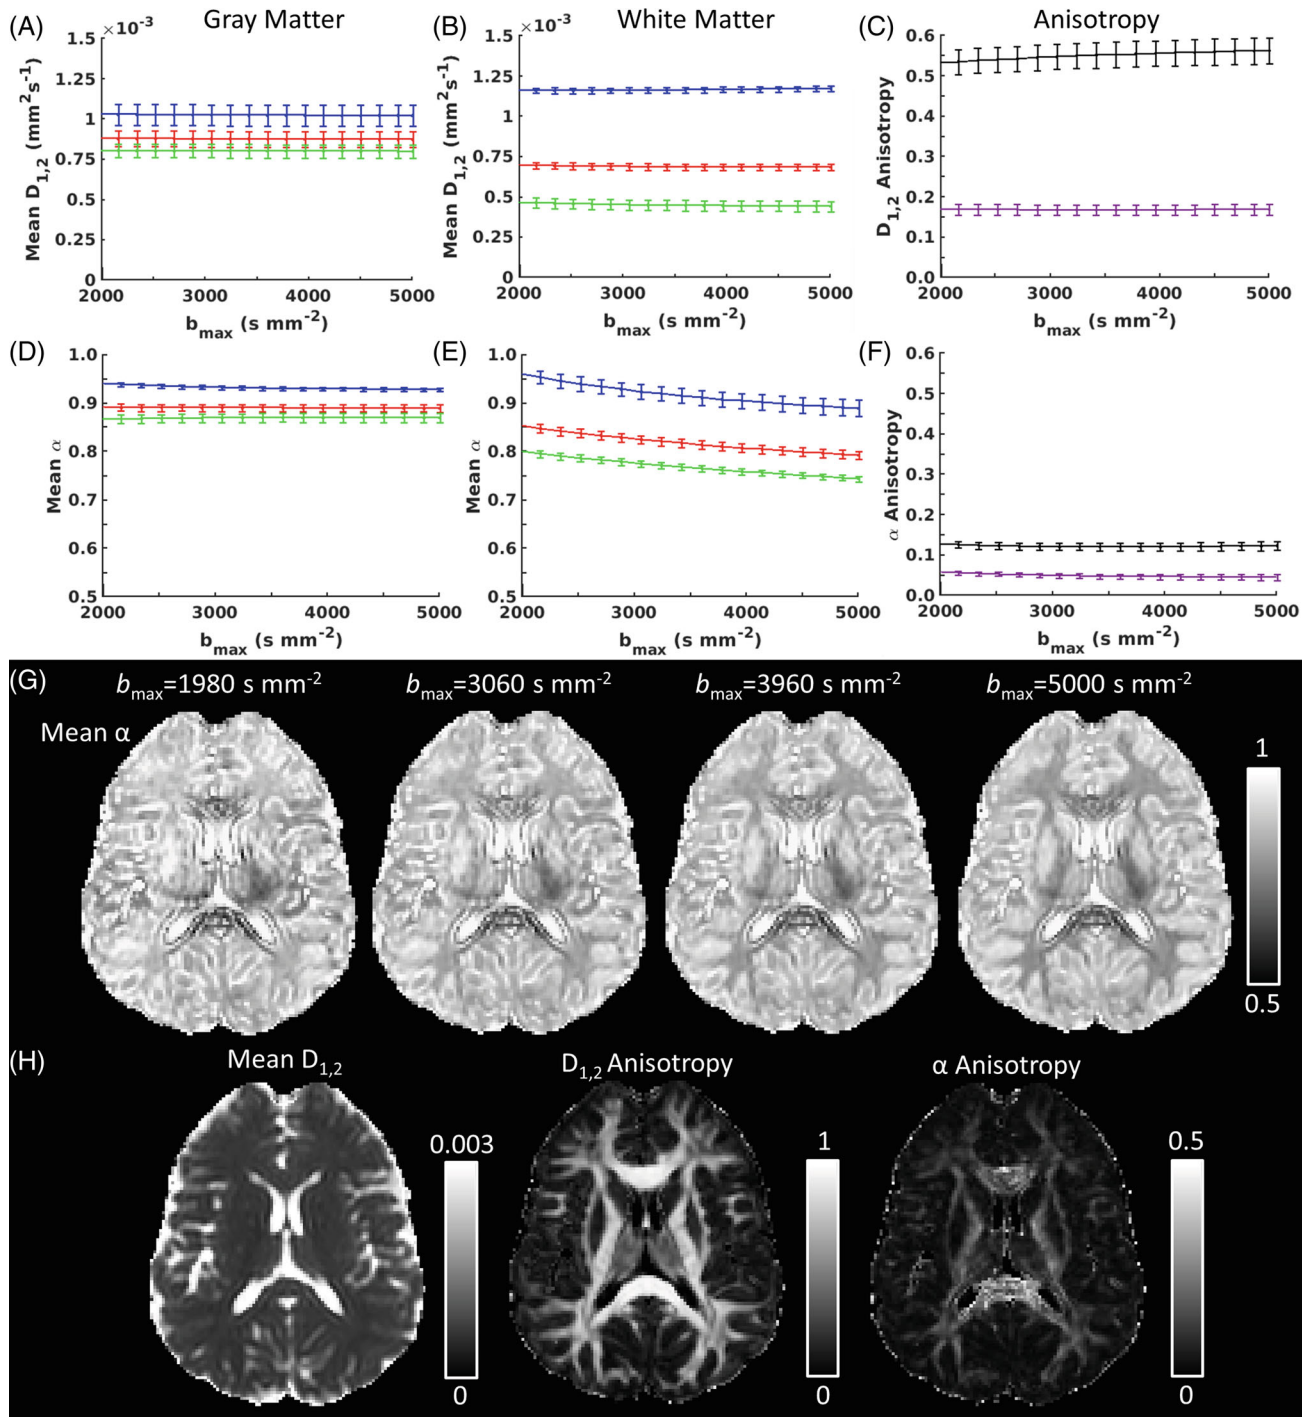 (A) Gray Matter
×10⁻³
Mean D₁,₂ (mm²s⁻¹)
1.5
1.25
1
0.75
0.5
0.25
0
2000 3000 4000 5000
bmax (s mm⁻²)
(B) White Matter
×10⁻³
Mean D₁,₂ (mm²s⁻¹)
1.5
1.25
1
0.75
0.5
0.25
0
2000 3000 4000 5000
bmax (s mm⁻²)
(C) Anisotropy
D₁,₂ Anisotropy
0.6
0.5
0.4
0.3
0.2
0.1
0.0
2000 3000 4000 5000
bmax (s mm⁻²)
(D)
Mean α
1.0
0.9
0.8
0.7
0.6
0.5
2000 3000 4000 5000
bmax (s mm⁻²)
(E)
Mean α
1.0
0.9
0.8
0.7
0.6
0.5
2000 3000 4000 5000
bmax (s mm⁻²)
(F)
α Anisotropy
0.6
0.5
0.4
0.3
0.2
0.1
0.0
2000 3000 4000 5000
bmax (s mm⁻²)
(G) bmax=1980 s mm⁻² bmax=3060 s mm⁻² bmax=3960 s mm⁻² bmax=5000 s mm⁻²
Mean α
1
0.5
(H) Mean D₁,₂ D₁,₂ Anisotropy α Anisotropy
0.003 1 0.5
0 0 0